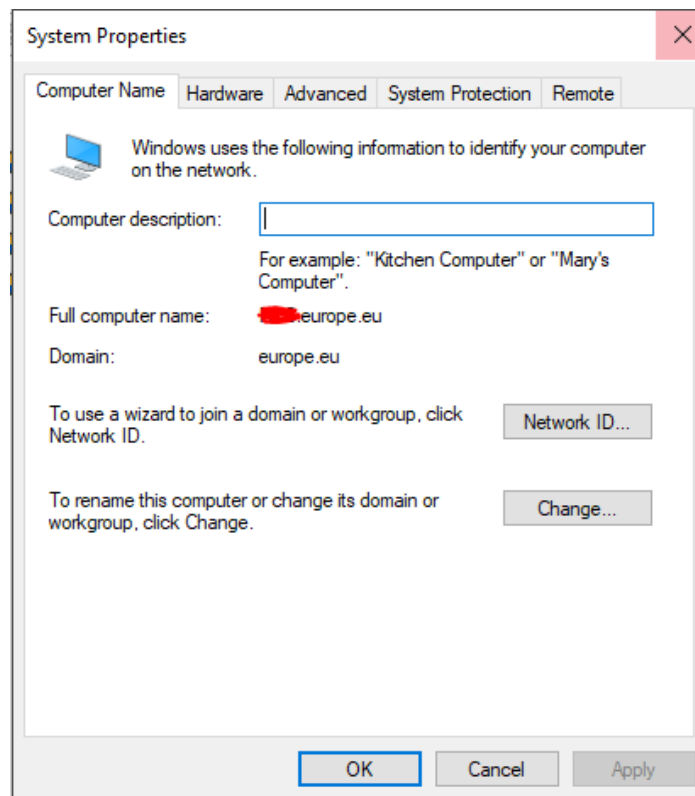 System Properties
Computer Name Hardware Advanced System Protection Remote
Windows uses the following information to identify your computer
on the network.
Computer description:
For example: "Kitchen Computer" or "Mary's
Computer".
Full computer name: .europe.eu
Domain: europe.eu
To use a wizard to join a domain or workgroup, click
Network ID.
Network ID...
To rename this computer or change its domain or
workgroup, click Change.
Change...
OK Cancel Apply